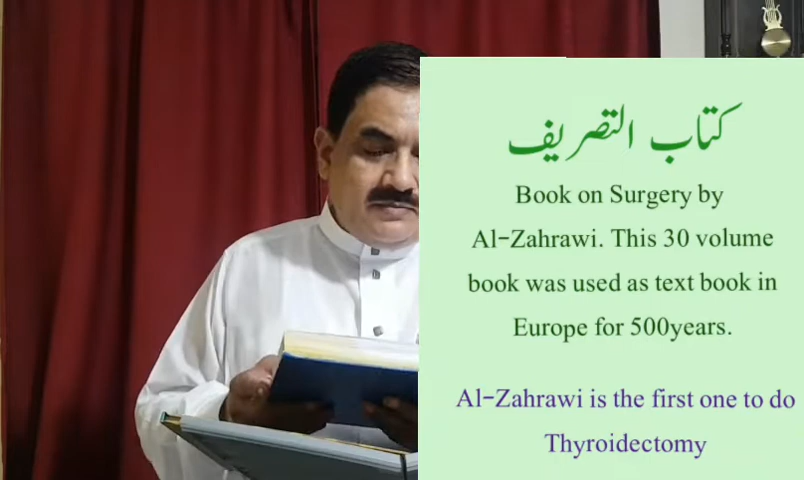 كتاب التصريف
Book on Surgery by
Al-Zahrawi. This 30 volume
book was used as text book in
Europe for 500years.
Al-Zahrawi is the first one to do
Thyroidectomy